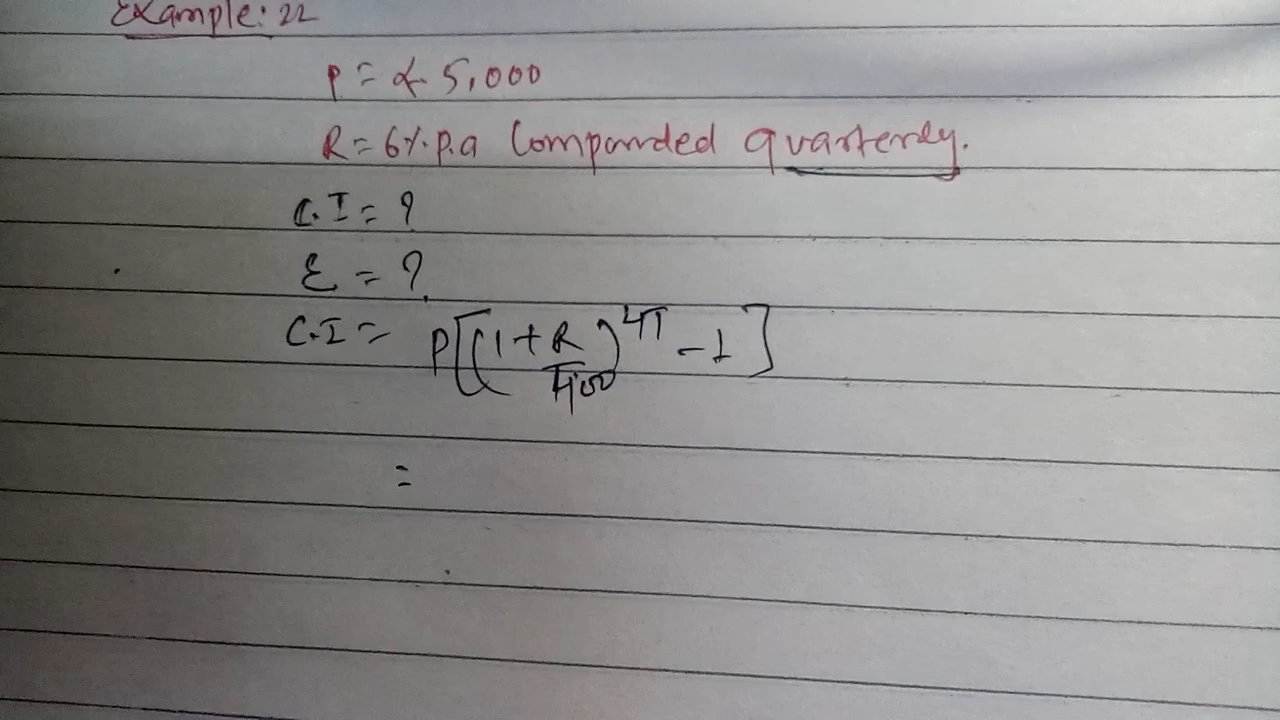 Example: 22
P = ₹ 5,000
R = 6%. P.a Compounded quarterly.
C.I = ?
E = ?
C.I = P[(1 + R/400)^4T - 1]
=